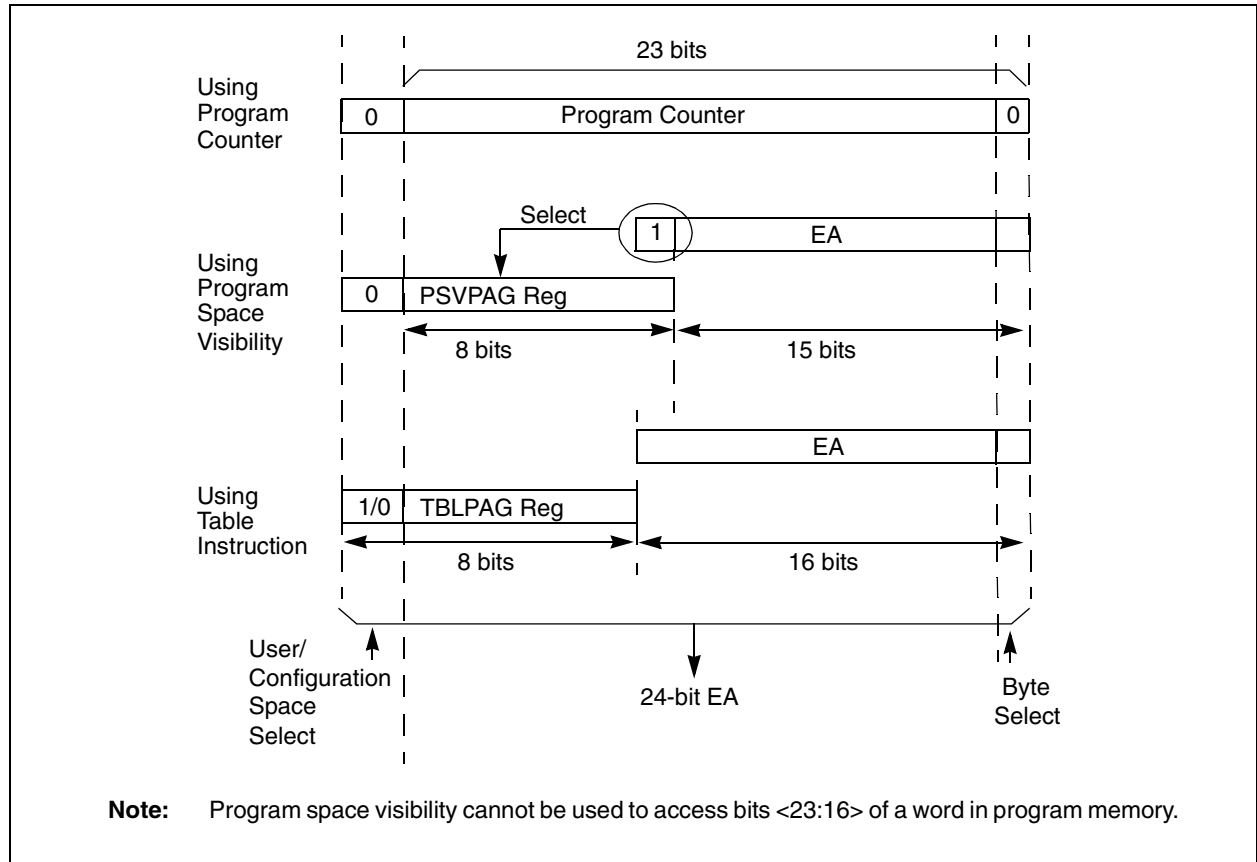 23 bits
Using
Program
Counter
0
Program Counter
0
Select
1
EA
Using
Program
Space
Visibility
0
PSVPAG Reg
8 bits
15 bits
EA
Using
Table
Instruction
1/0
TBLPAG Reg
8 bits
16 bits
User/
Configuration
Space
Select
24-bit EA
Byte
Select
Note: Program space visibility cannot be used to access bits <23:16> of a word in program memory.